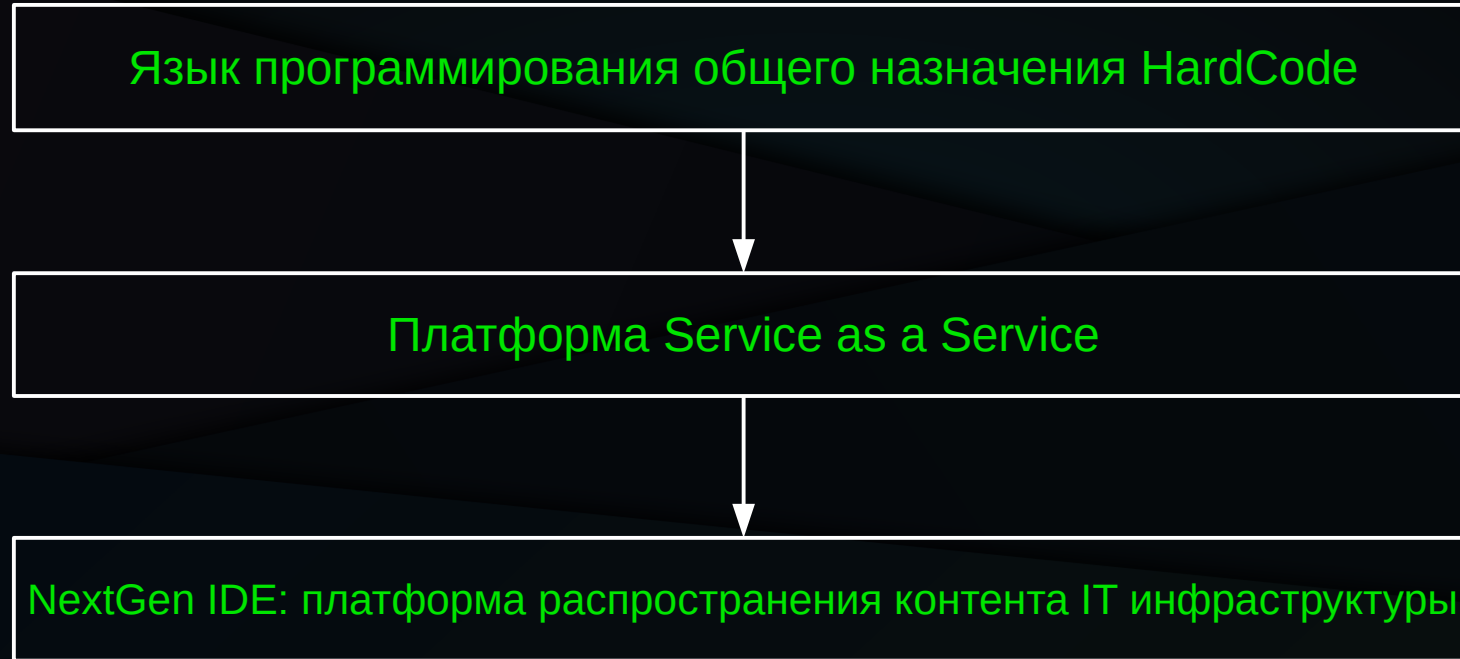 Язык программирования общего назначения HardCode
Платформа Service as a Service
NextGen IDE: платформа распространения контента IT инфраструктуры